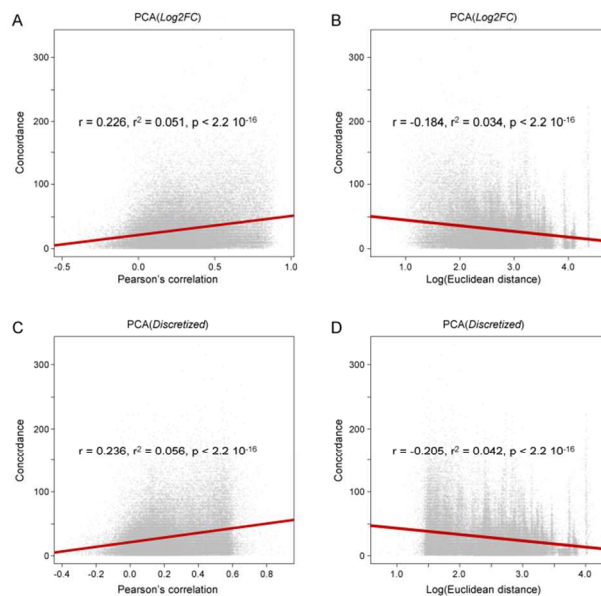 A
PCA(Log2FC)
Concordance
300
200
100
0
r = 0.226, r² = 0.051, p < 2.2 10⁻¹⁶
-0.5
0.0
0.5
1.0
Pearson's correlation
B
PCA(Log2FC)
Concordance
300
200
100
0
r = -0.184, r² = 0.034, p < 2.2 10⁻¹⁶
1.0
2.0
3.0
4.0
Log(Euclidean distance)
C
PCA(Discretized)
Concordance
300
200
100
0
r = 0.236, r² = 0.056, p < 2.2 10⁻¹⁶
-0.4
-0.2
0.0
0.2
0.4
0.6
0.8
Pearson's correlation
D
PCA(Discretized)
Concordance
300
200
100
0
r = -0.205, r² = 0.042, p < 2.2 10⁻¹⁶
1.0
2.0
3.0
4.0
Log(Euclidean distance)